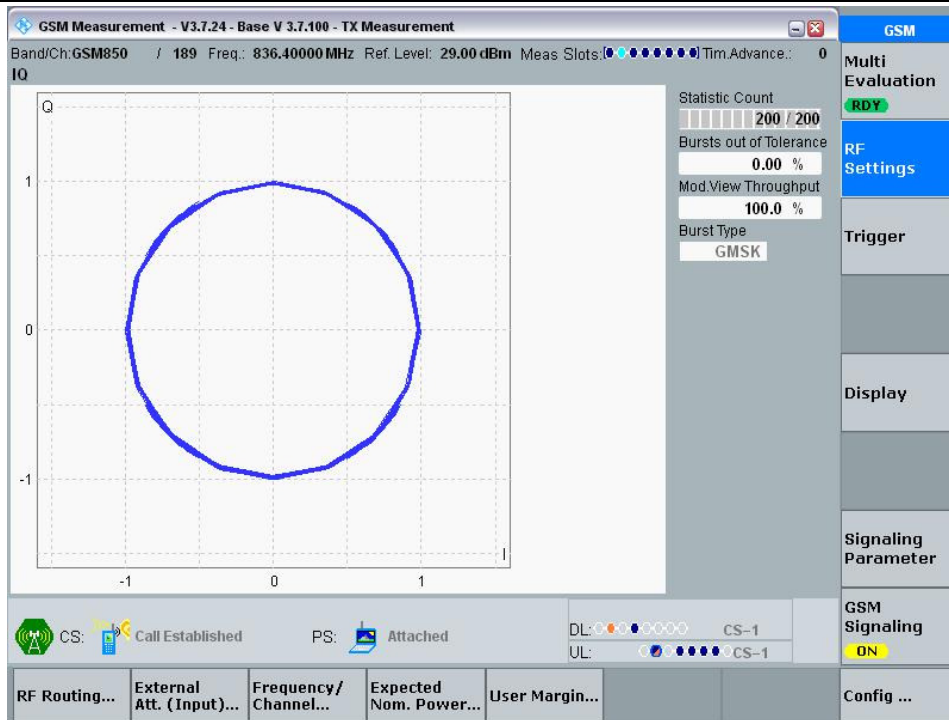 GSM Measurement - V3.7.24 - Base V 3.7.100 - TX Measurement
GSM
Band/Ch:GSM850 / 189 Freq.: 836.40000 MHz Ref. Level: 29.00 dBm Meas Slots: Tim.Advance.: 0
IQ
Multi
Evaluation
RDY
Q
Statistic Count
200 / 200
Bursts out of Tolerance
0.00 %
Mod.View Throughput
100.0 %
Burst Type
GMSK
RF
Settings
Trigger
1
0
-1
I
-1 0 1
Display
Signaling
Parameter
GSM
Signaling
ON
CS: Call Established PS: Attached
DL: CS-1
UL: CS-1
RF Routing...
External
Att. (Input)...
Frequency/
Channel...
Expected
Nom. Power...
User Margin...
Config ...